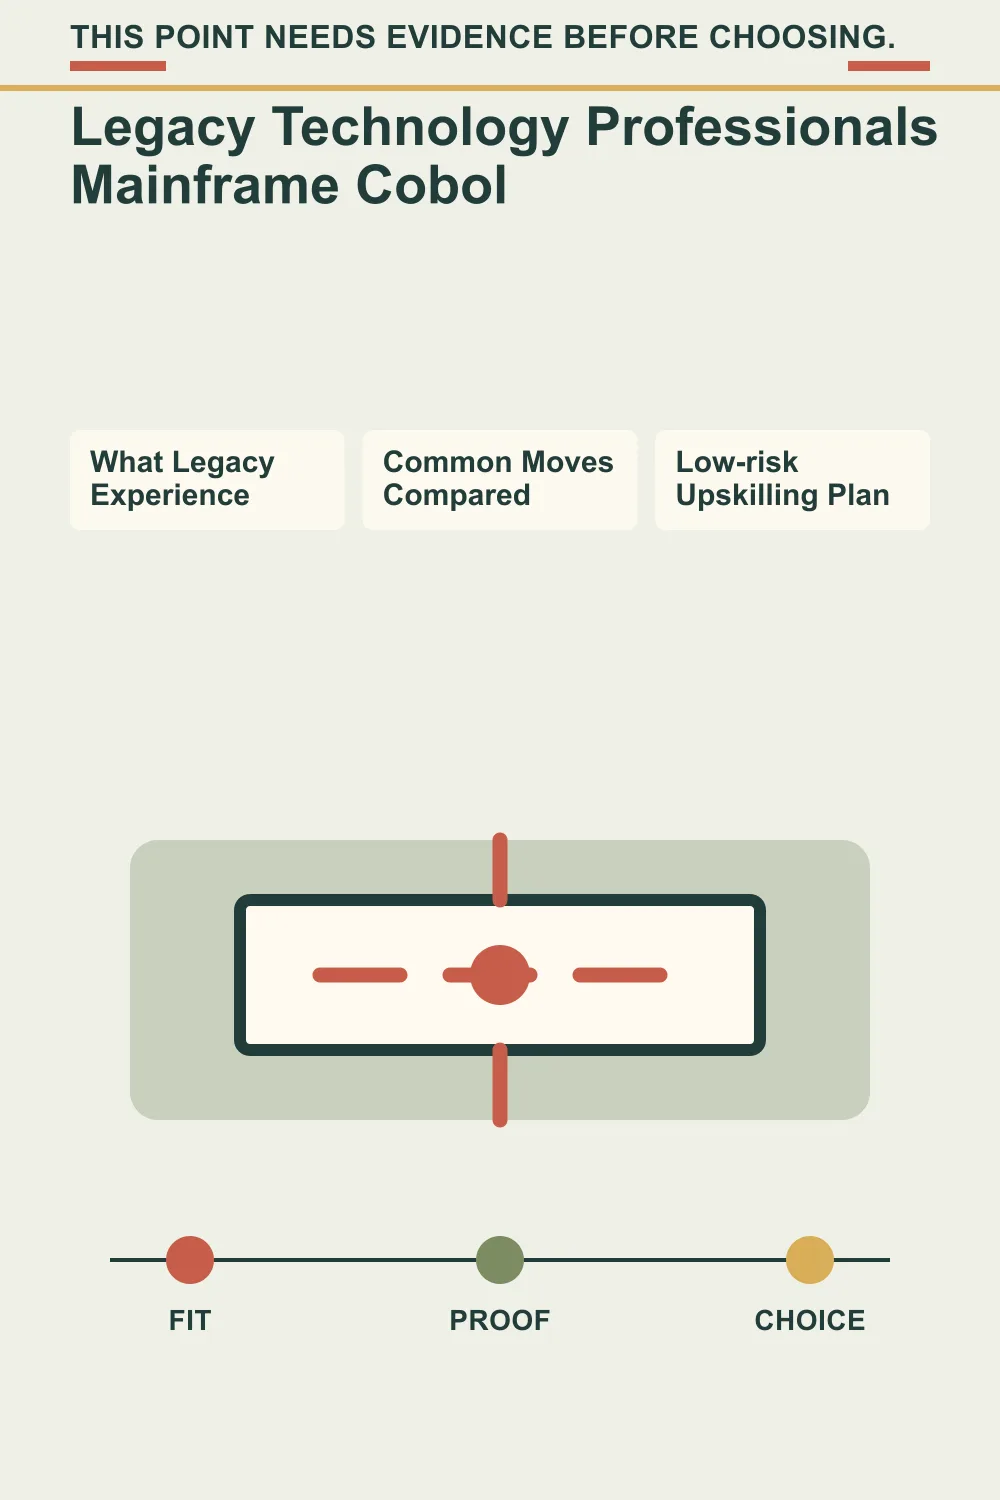 THIS POINT NEEDS EVIDENCE BEFORE CHOOSING.
Legacy Technology Professionals
Mainframe Cobol
What Legacy
Experience
Common Moves
Compared
Low-risk
Upskilling Plan
FIT
PROOF
CHOICE